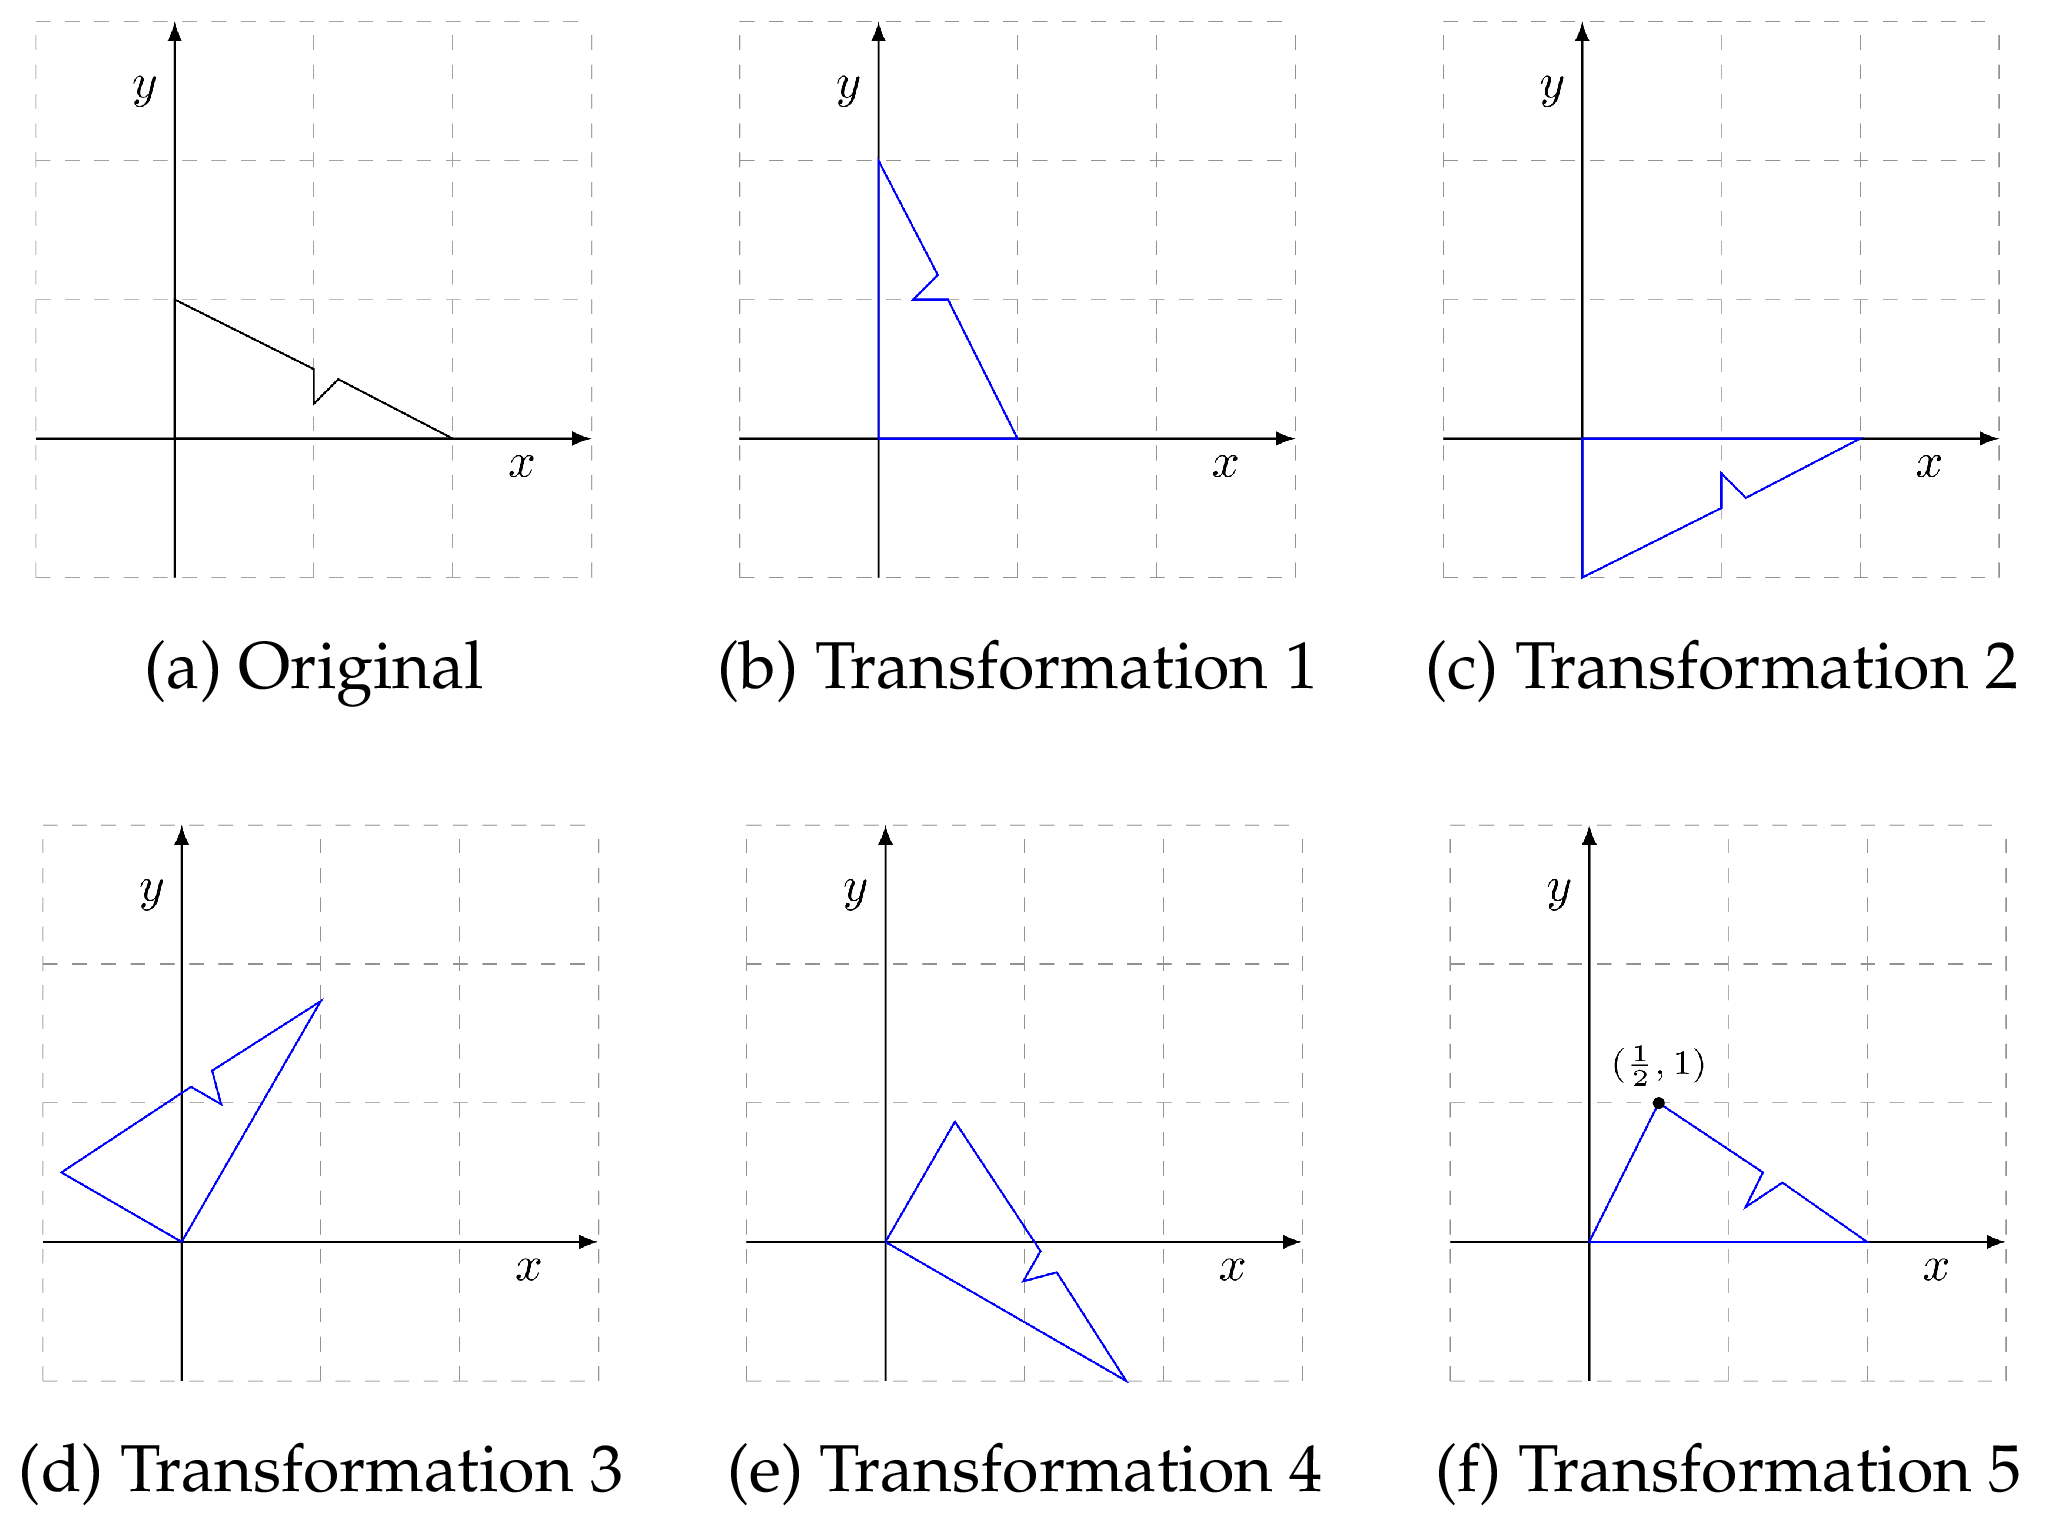 y
x
(a) Original
y
x
(b) Transformation 1
y
x
(c) Transformation 2
y
x
(d) Transformation 3
y
x
(e) Transformation 4
y
(1/2, 1)
x
(f) Transformation 5